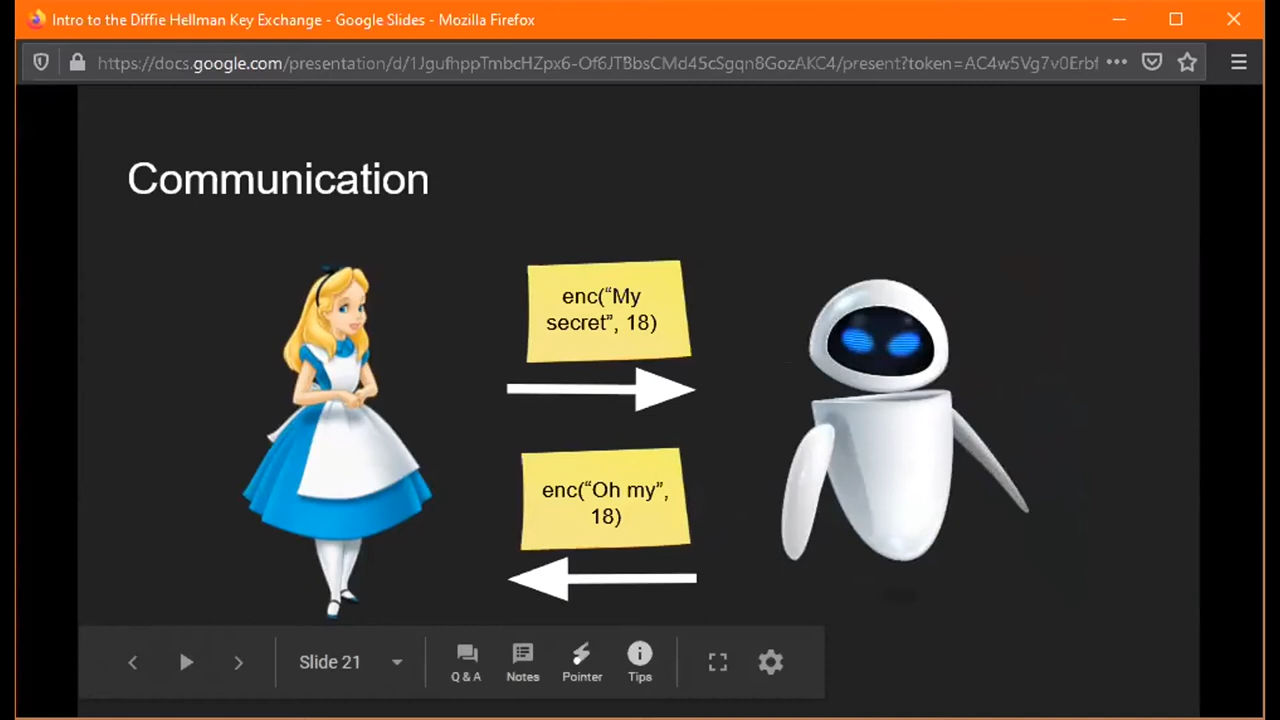 Intro to the Diffie Hellman Key Exchange - Google Slides - Mozilla Firefox
https://docs.google.com/presentation/d/1JgufhppTmbcHZpx6-Of6JTBbsCMd45cSgqn8GozAKC4/present?token=AC4w5Vg7v0Erbf
Communication
enc(“My
secret”, 18)
enc(“Oh my”,
18)
Slide 21
Q & A
Notes
Pointer
Tips